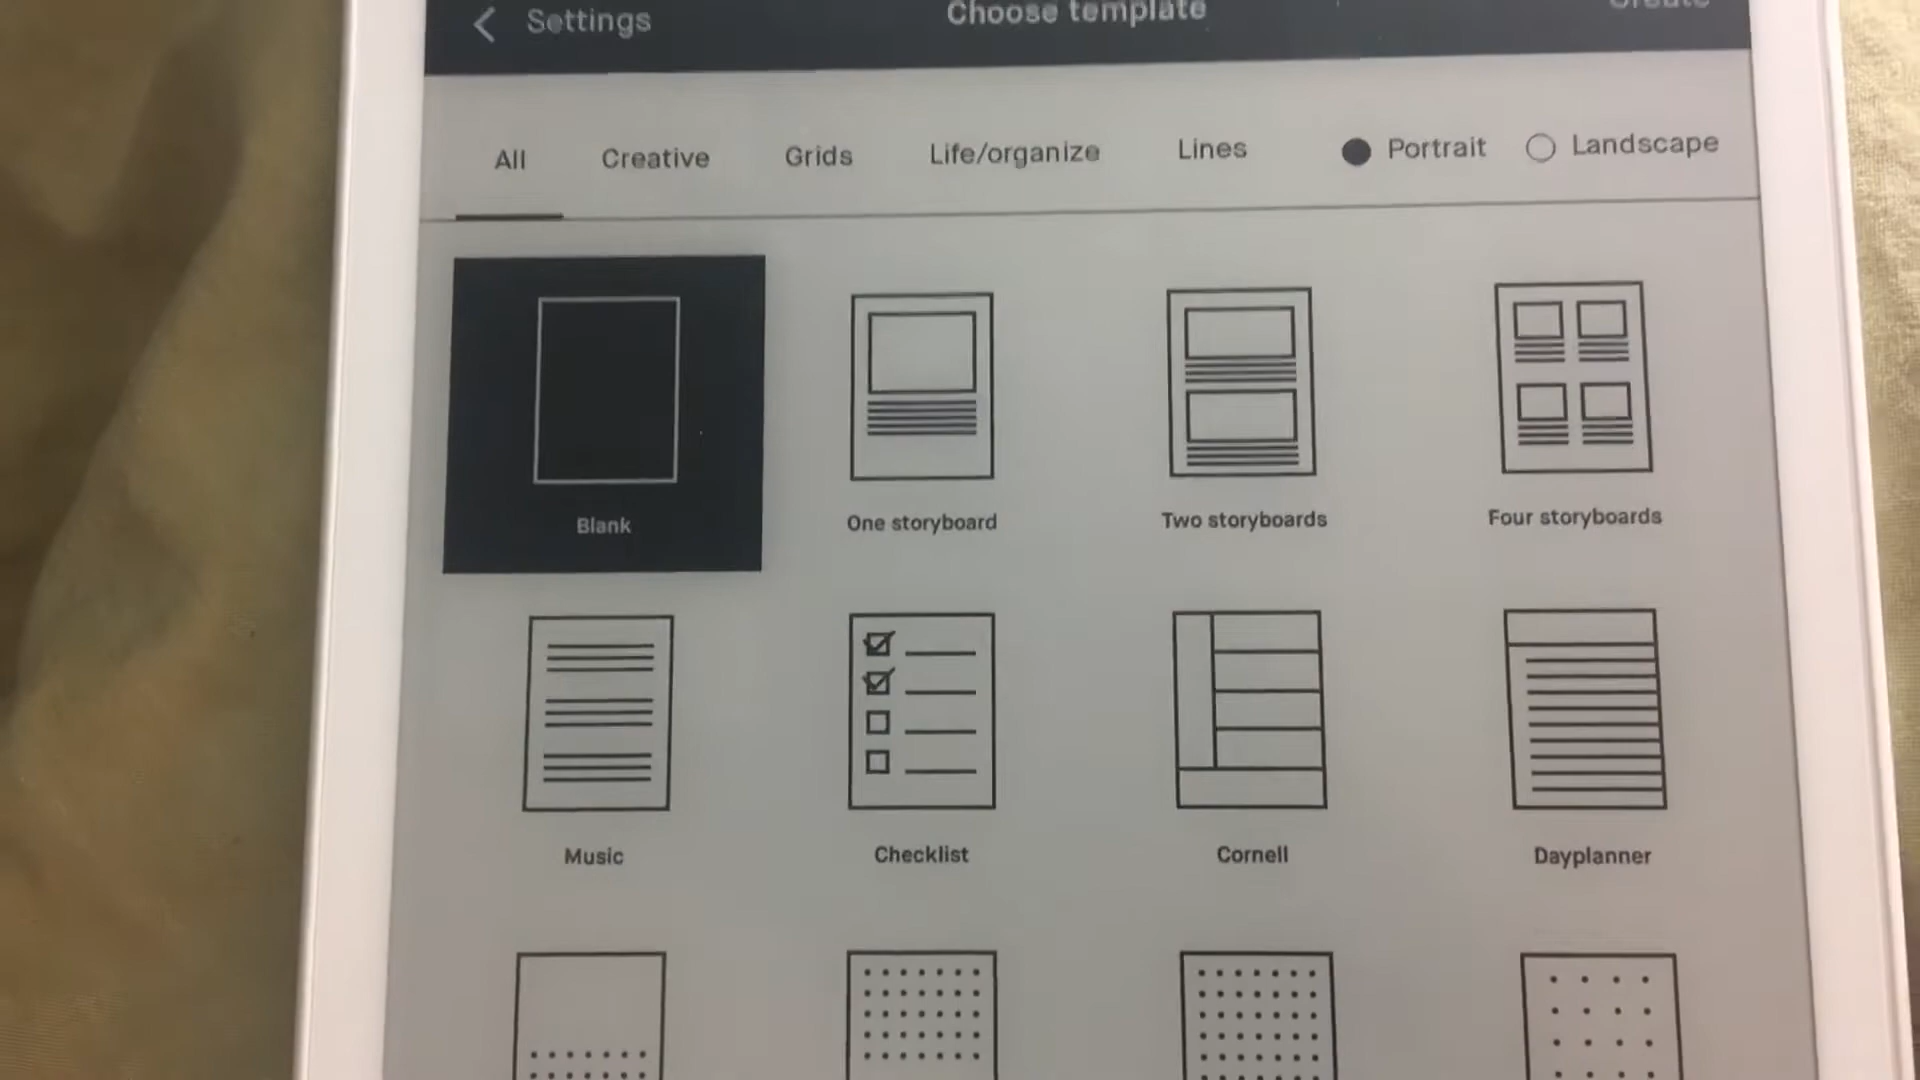 Settings
Choose template
Create
All
Creative
Grids
Life/organize
Lines
Portrait
Landscape
Blank
One storyboard
Two storyboards
Four storyboards
Music
Checklist
Cornell
Dayplanner